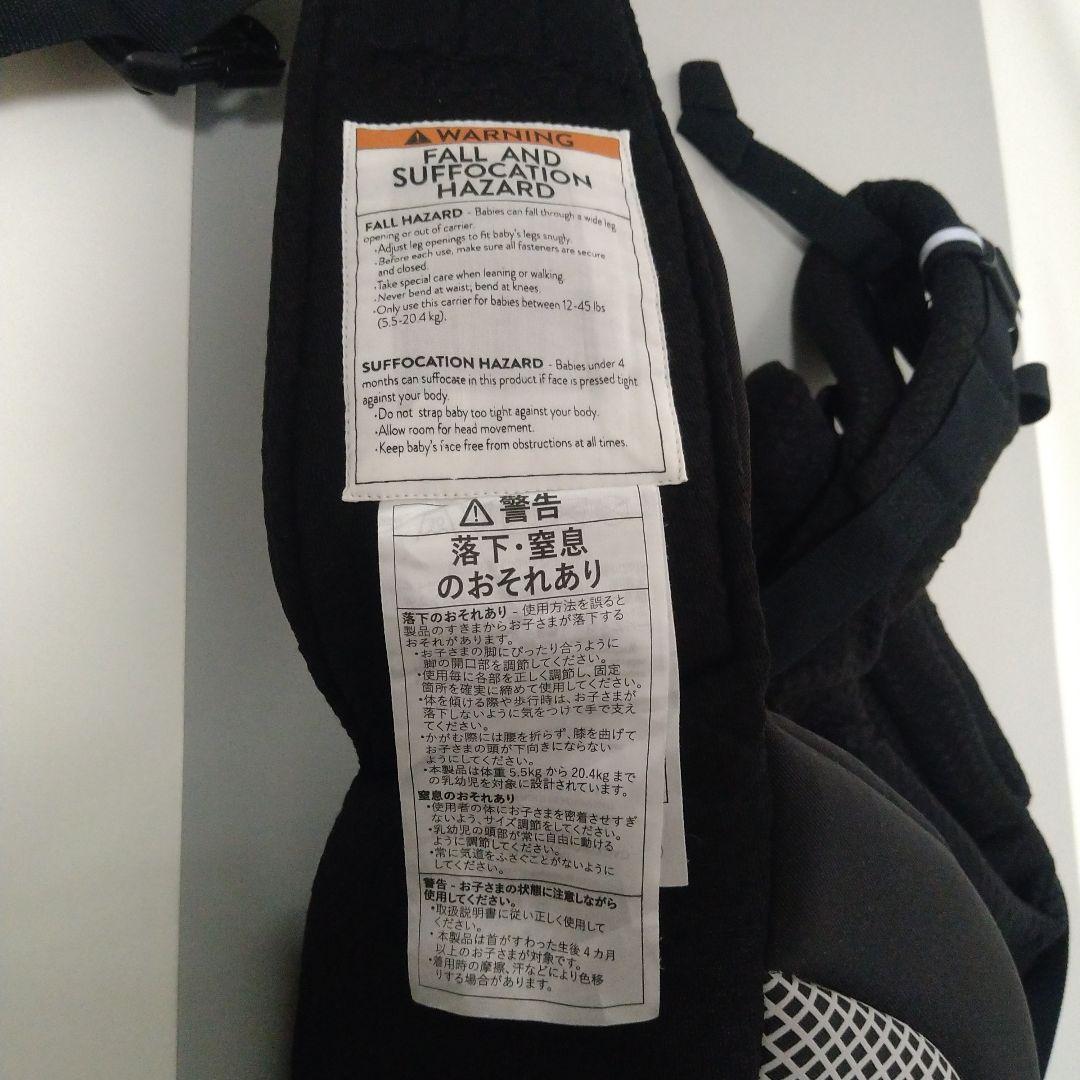 ⚠ WARNING
FALL AND
SUFFOCATION
HAZARD
FALL HAZARD - Babies can fall through a wide leg
opening or out of carrier.
•Adjust leg openings to fit baby's legs snugly.
•Before each use, make sure all fasteners are secure
and closed.
•Take special care when leaning or walking.
•Never bend at waist; bend at knees.
•Only use this carrier for babies between 12-45 lbs
(5.5-20.4 kg).
SUFFOCATION HAZARD - Babies under 4
months can suffocate in this product if face is pressed tight
against your body.
•Do not strap baby too tight against your body.
•Allow room for head movement.
•Keep baby's face free from obstructions at all times.
⚠ 警告
落下・窒息
のおそれあり
落下のおそれあり - 使用方法を誤ると
製品のすきまからお子さまが落下する
おそれがあります。
・お子さまの脚にぴったり合うように
脚の開口部を調節してください。
・使用毎に各部を正しく調節し、固定
箇所を確実に締めて使用してください。
・体を傾ける際や歩行時は、お子さまが
落下しないように気をつけて手で支え
てください。
・かがむ際には腰を折らず、膝を曲げて
お子さまの頭が下向きにならない
ようにしてください。
・本製品は体重 5.5kg から 20.4kg まで
の乳幼児を対象に設計されています。
窒息のおそれあり
・使用者の体にお子さまを密着させすぎ
ないよう、サイズ調節をしてください。
・乳幼児の頭部が常に自由に動ける
ように調節してください。
・常に気道をふさぐことがないように
してください。
警告 - お子さまの状態に注意しながら
使用してください。
・取扱説明書に従い正しく使用して
ください。
・本製品は首がすわった生後 4 カ月
以上のお子さまが対象です。
・着用時の摩擦、汗などにより色移
りする場合があります。